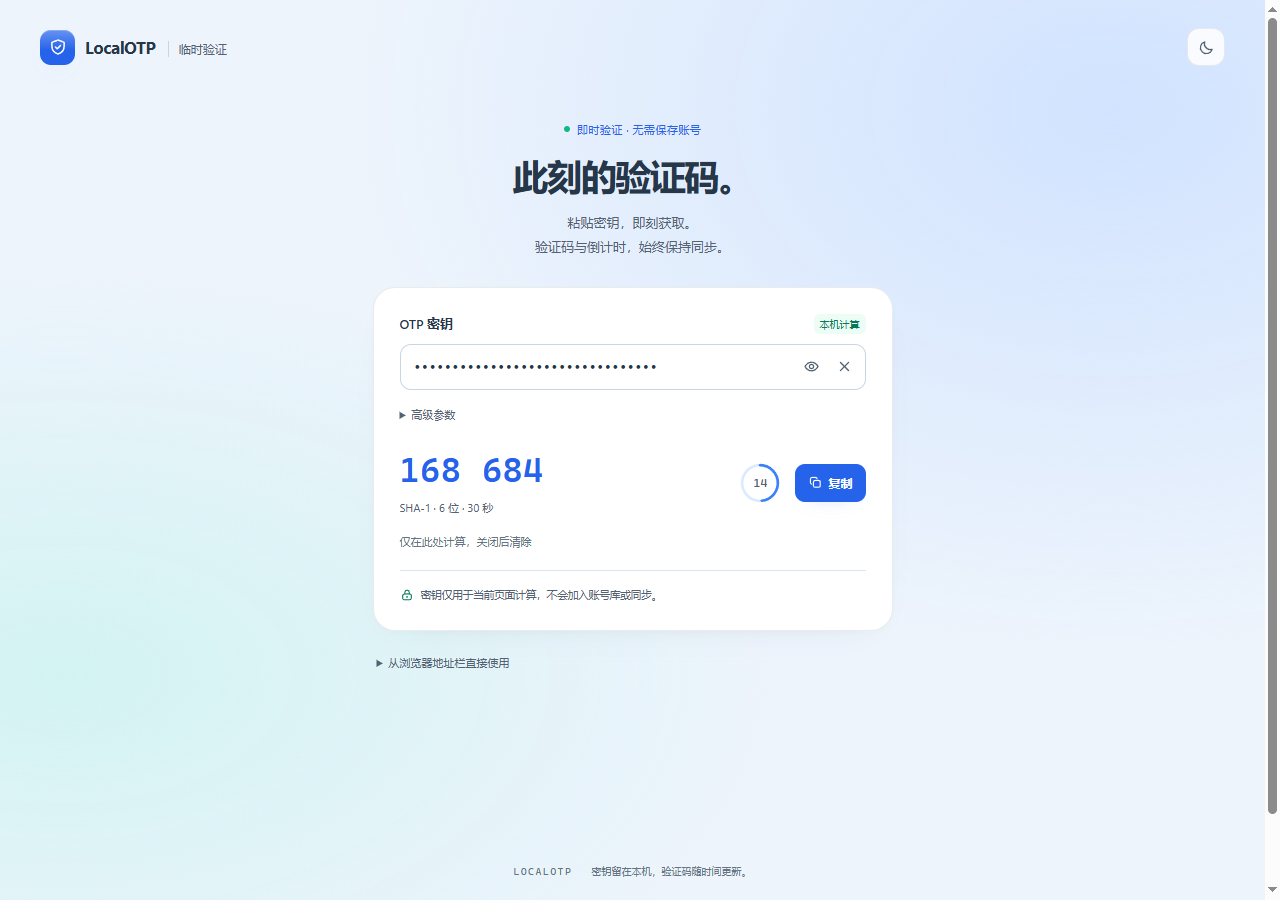 LocalOTP 临时验证
即时验证 · 无需保存账号
此刻的验证码。
粘贴密钥，即刻获取。
验证码与倒计时，始终保持同步。
OTP 密钥
本机计算
•••••••••••••••••••••••••••••••• 
高级参数
168 684
14
复制
SHA-1 · 6 位 · 30 秒
仅在此处计算，关闭后清除
密钥仅用于当前页面计算，不会加入账号库或同步。
从浏览器地址栏直接使用
LOCALOTP 密钥留在本机，验证码随时间更新。